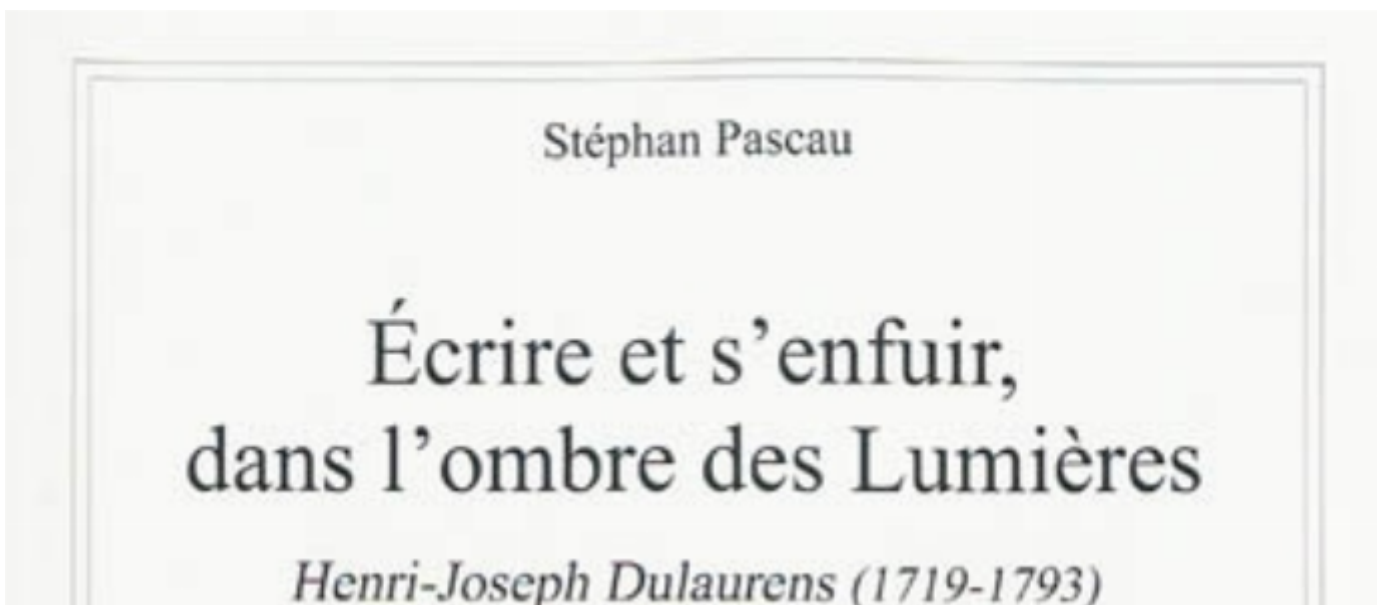 Stéphan Pascau
Écrire et s’enfuir,
dans l’ombre des Lumières
Henri-Joseph Dulaurens (1719-1793)